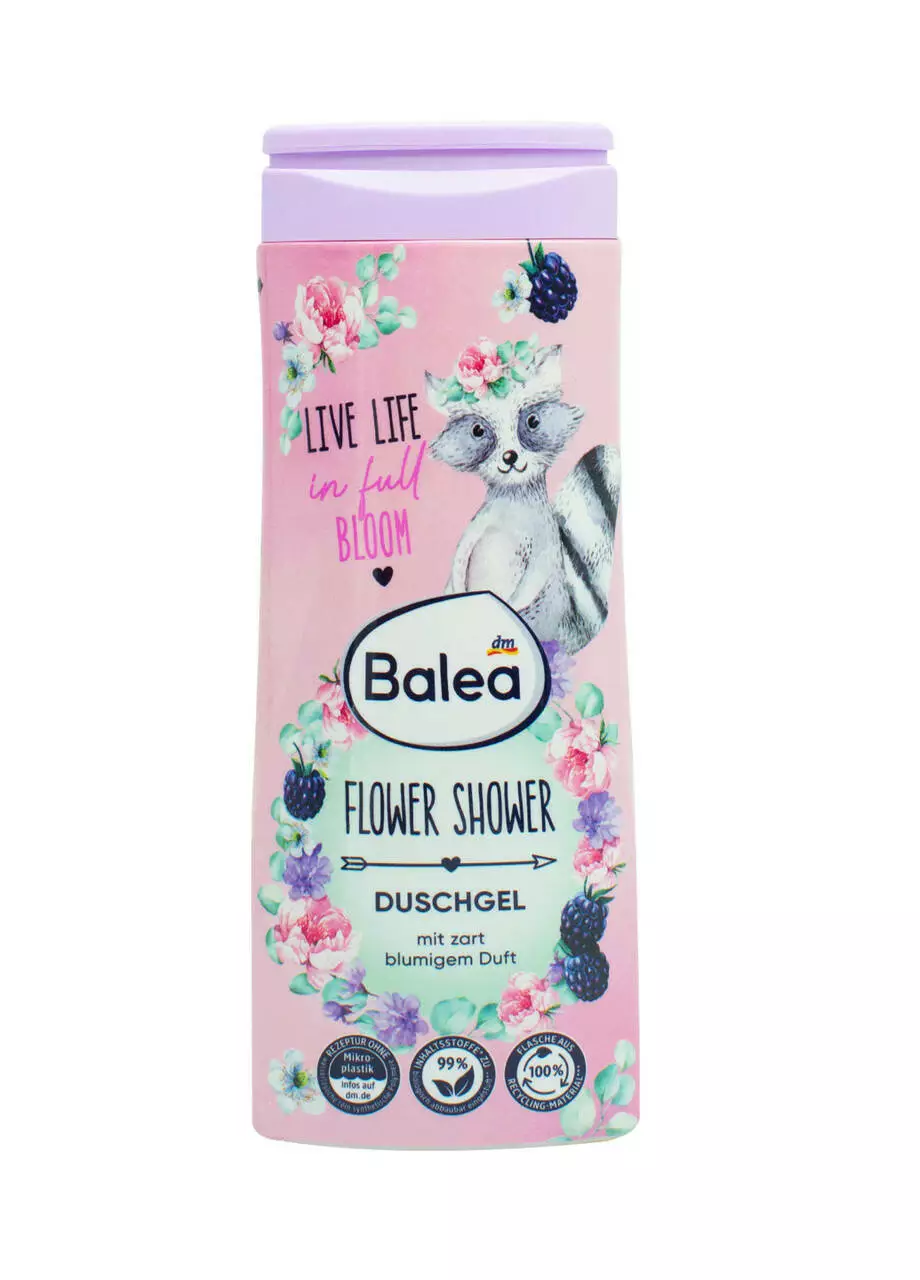 LIVE LIFE
in full
BLOOM
dm
Balea
FLOWER SHOWER
DUSCHGEL
mit zart
blumigem Duft
REZEPTUR OHNE
Mikro-
plastik
Infos auf
dm.de
INHALTSSTOFFE* ZU
99%
FLASCHE AUS
100%
RECYCLING-MATERIAL***